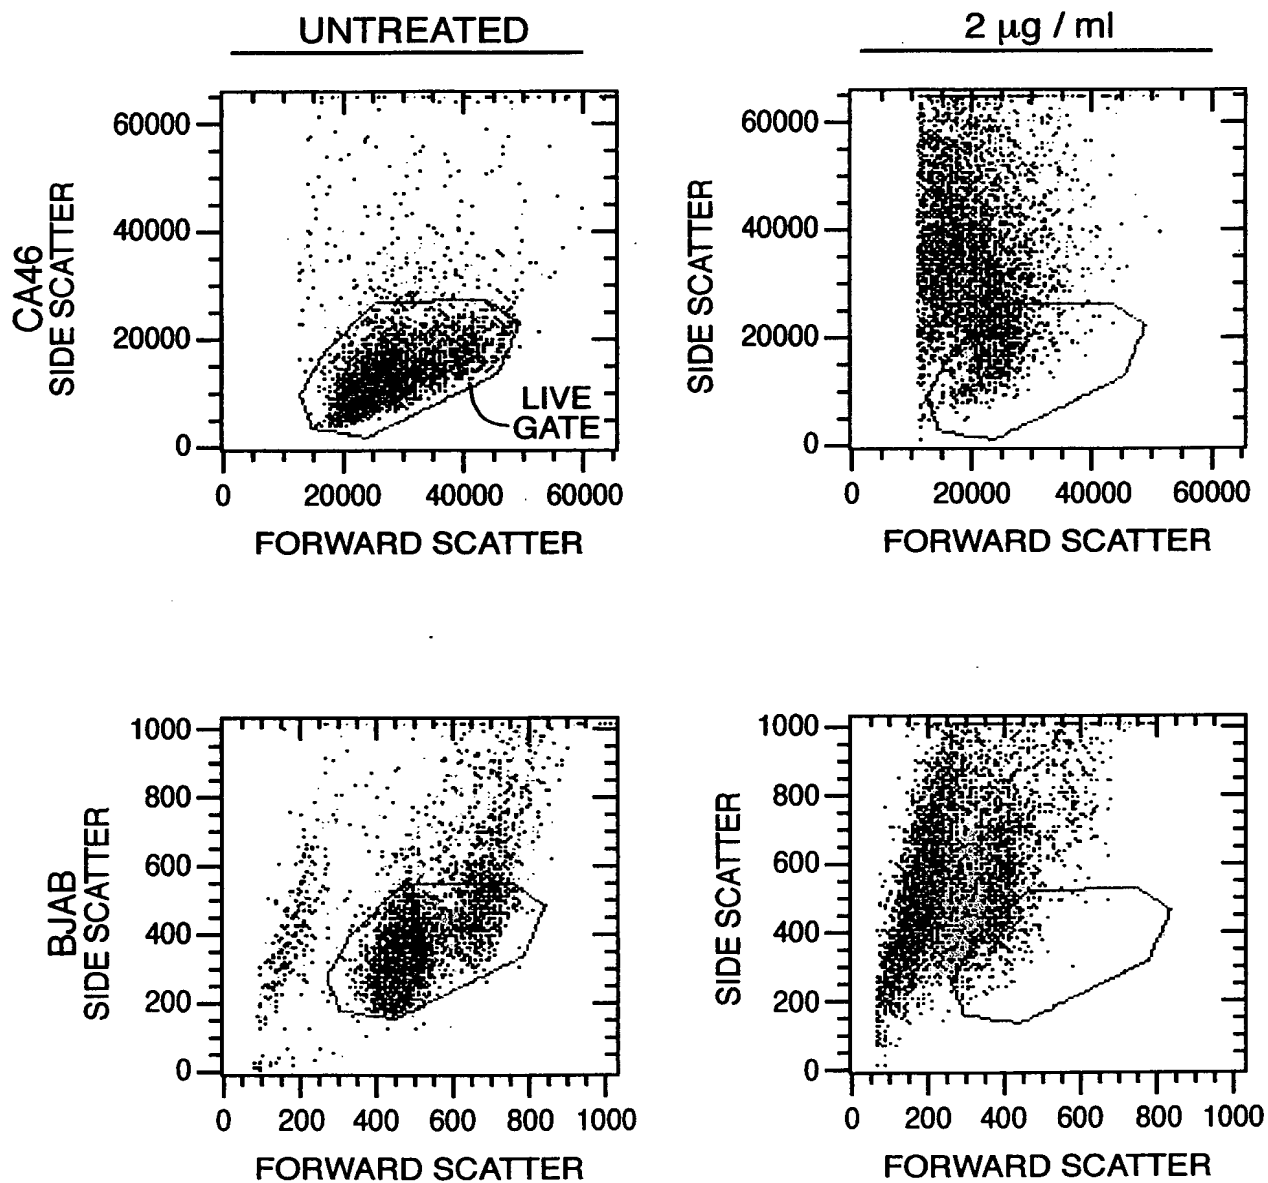 UNTREATED
2 µg / ml
CA46
SIDE SCATTER
60000
40000
20000
0
LIVE
GATE
0 20000 40000 60000
FORWARD SCATTER
SIDE SCATTER
60000
40000
20000
0
0 20000 40000 60000
FORWARD SCATTER
BJAB
SIDE SCATTER
1000
800
600
400
200
0
0 200 400 600 800 1000
FORWARD SCATTER
SIDE SCATTER
1000
800
600
400
200
0
0 200 400 600 800 1000
FORWARD SCATTER